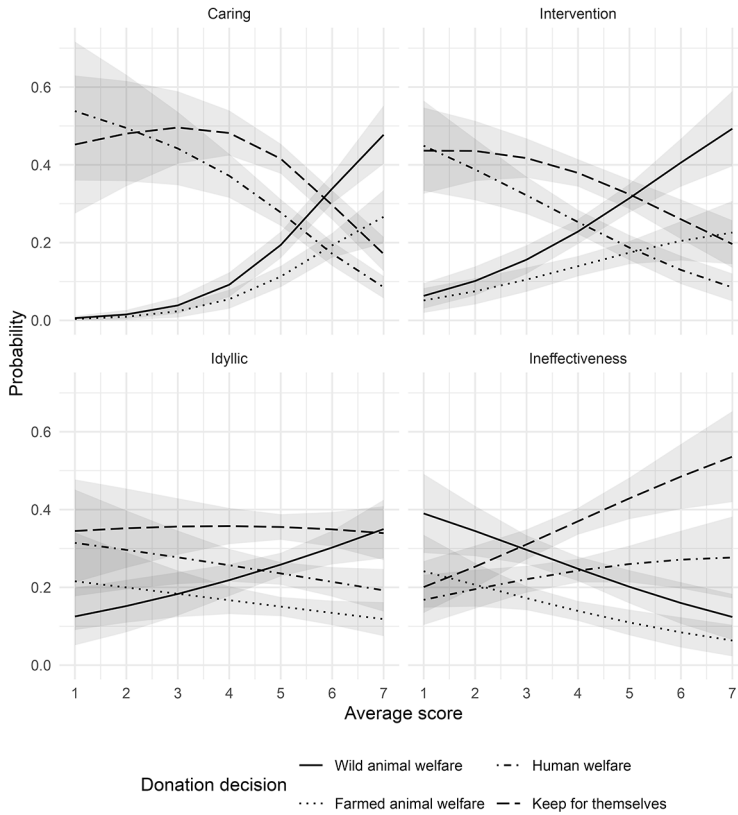 Caring
Intervention
0.6
0.4
0.2
0.0
Idyllic
Ineffectiveness
0.6
0.4
0.2
0.0
1 2 3 4 5 6 7
1 2 3 4 5 6 7
Probability
Average score
Donation decision
Wild animal welfare
Human welfare
Farmed animal welfare
Keep for themselves